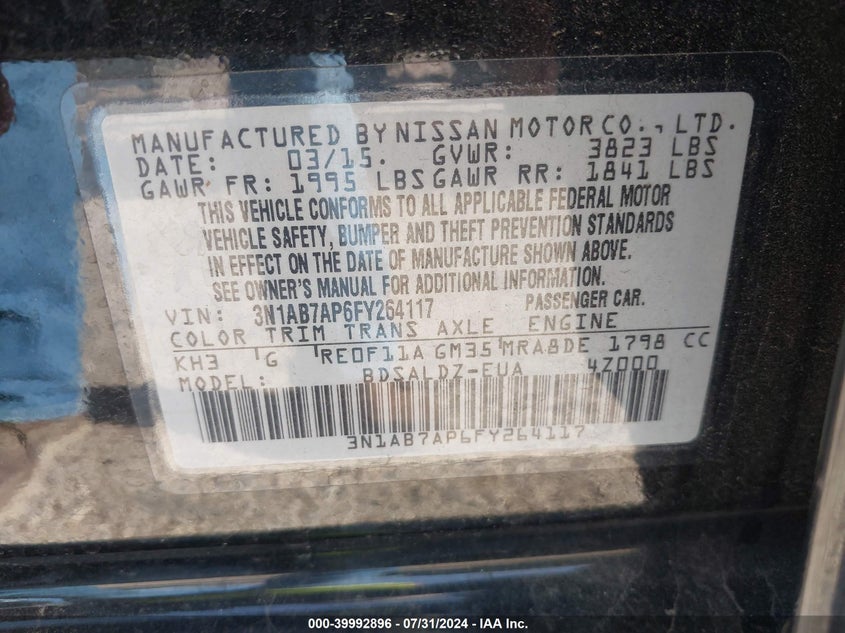 MANUFACTURED BY NISSAN MOTOR CO., LTD.
DATE: 03/15. GVWR: 3823 LBS
GAWR FR: 1995 LBS GAWR RR: 1841 LBS
THIS VEHICLE CONFORMS TO ALL APPLICABLE FEDERAL MOTOR
VEHICLE SAFETY, BUMPER AND THEFT PREVENTION STANDARDS
IN EFFECT ON THE DATE OF MANUFACTURE SHOWN ABOVE.
SEE OWNER'S MANUAL FOR ADDITIONAL INFORMATION.
VIN: 3N1AB7AP6FY264117 PASSENGER CAR.
COLOR TRIM TRANS AXLE ENGINE
KH3 G RE0F11A GM35 MRA8DE 1798 CC
MODEL: BDSALDZ-EUA 4Z000
3N1AB7AP6FY264117
000-39992896 - 07/31/2024 - IAA Inc.